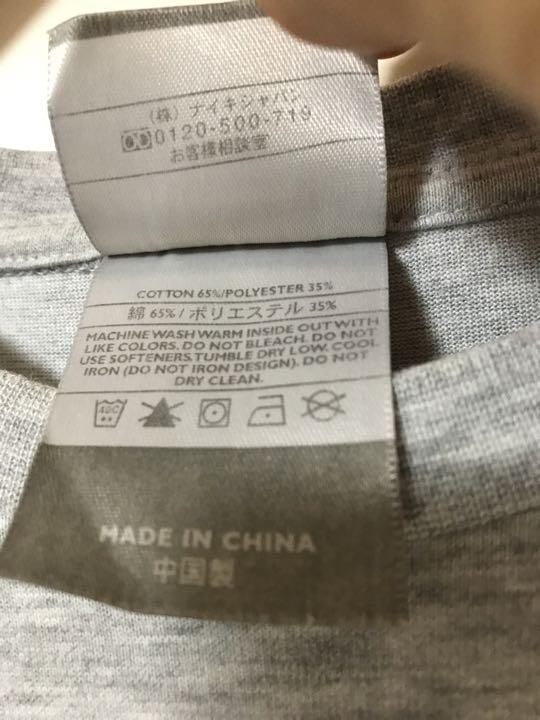 (株) ナイキジャパン
0120-500-719
お客様相談室
COTTON 65%/POLYESTER 35%
綿 65% / ポリエステル 35%
MACHINE WASH WARM INSIDE OUT WITH
LIKE COLORS. DO NOT BLEACH. DO NOT
USE SOFTENERS. TUMBLE DRY LOW. COOL
IRON (DO NOT IRON DESIGN). DO NOT
DRY CLEAN.
40C
MADE IN CHINA
中国製